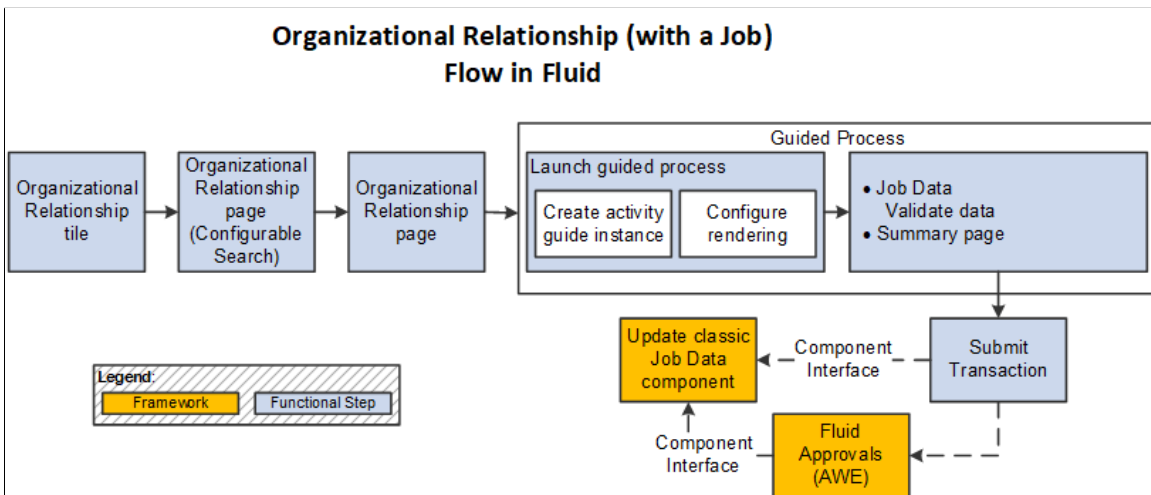 Organizational Relationship (with a Job)
Flow in Fluid
Guided Process
Organizational
Relationship
tile
Organizational
Relationship
page
(Configurable
Search)
Organizational
Relationship
page
Launch guided process
Create activity
guide instance
Configure
rendering
• Job Data
Validate data
• Summary page
Update classic
Job Data
component
Component
Interface
Submit
Transaction
Legend:
Framework
Functional Step
Component
Interface
Fluid
Approvals
(AWE)